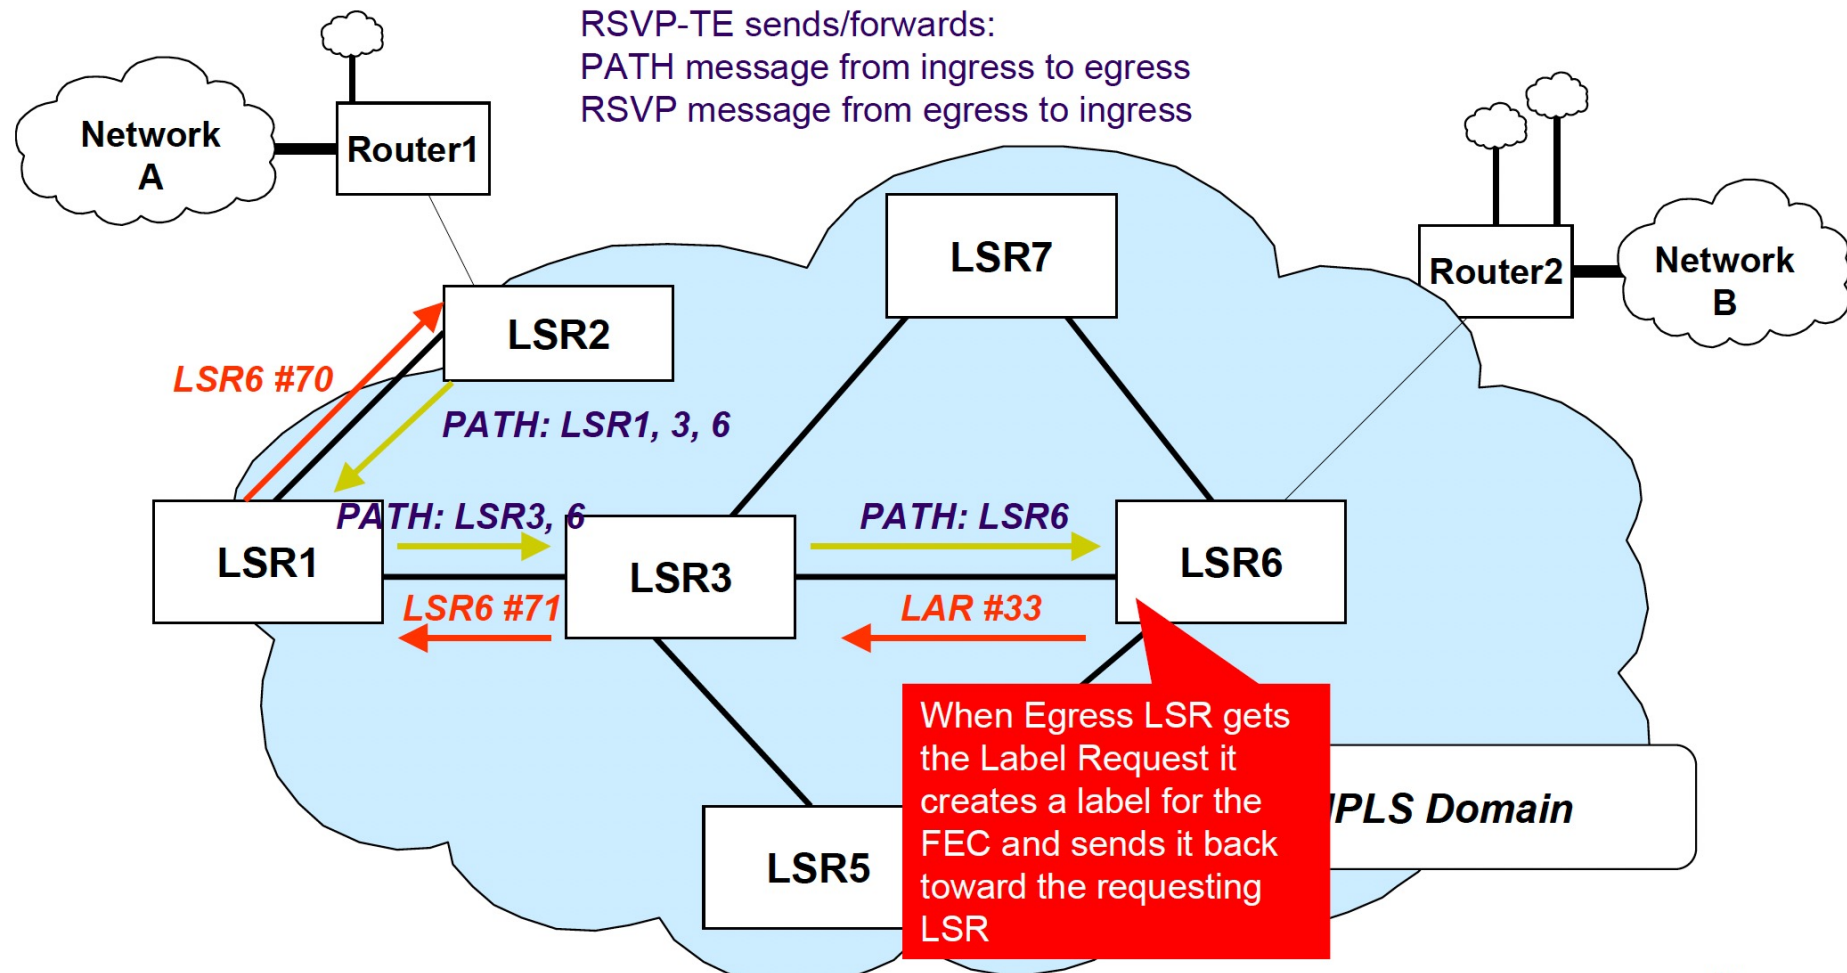 RSVP-TE sends/forwards:
PATH message from ingress to egress
RSVP message from egress to ingress
Network
A
Router1
Router2
Network
B
LSR7
LSR2
LSR6 #70
PATH: LSR1, 3, 6
PATH: LSR3, 6
PATH: LSR6
LSR1
LSR3
LSR6
LSR6 #71
LAR #33
When Egress LSR gets
the Label Request it
creates a label for the
FEC and sends it back
toward the requesting
LSR
LSR5
Domain